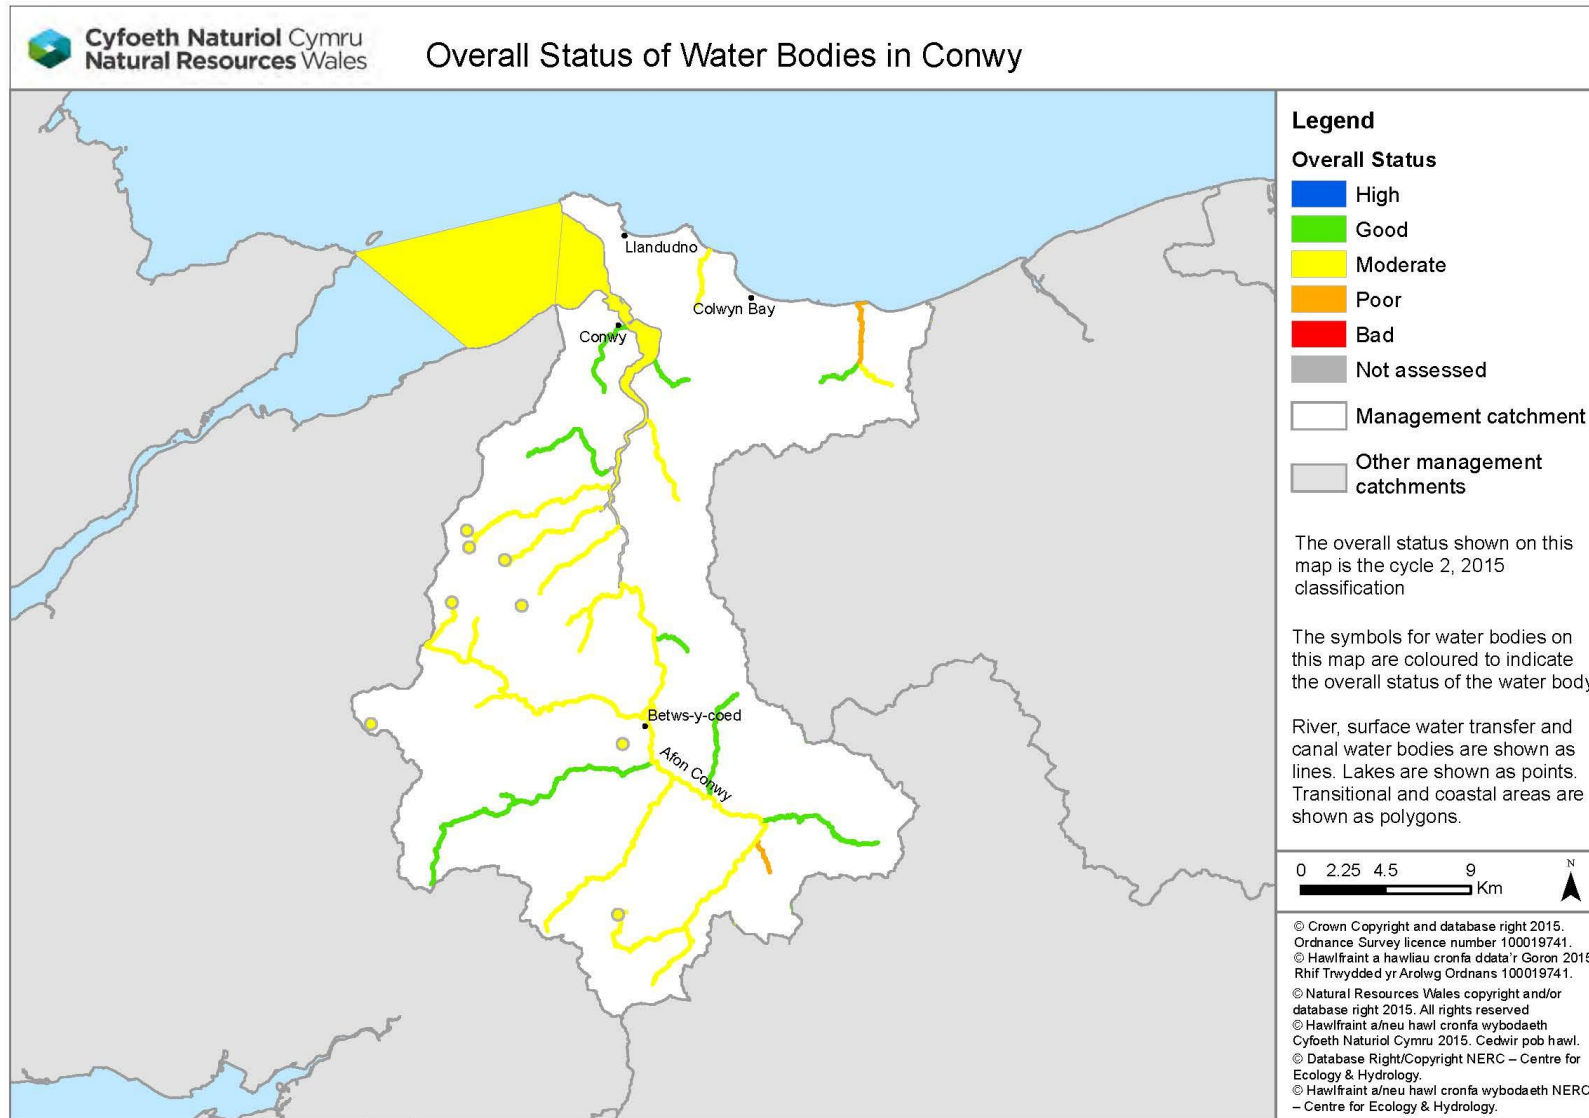 Cyfoeth Naturiol Cymru
Natural Resources Wales
Overall Status of Water Bodies in Conwy
Llandudno
Colwyn Bay
Conwy
Betws-y-coed
Afon Conwy
Legend
Overall Status
High
Good
Moderate
Poor
Bad
Not assessed
Management catchment
Other management
catchments
The overall status shown on this
map is the cycle 2, 2015
classification
The symbols for water bodies on
this map are coloured to indicate
the overall status of the water body
River, surface water transfer and
canal water bodies are shown as
lines. Lakes are shown as points.
Transitional and coastal areas are
shown as polygons.
0 2.25 4.5 9
Km
N
© Crown Copyright and database right 2015.
Ordnance Survey licence number 100019741.
© Hawlfraint a hawliau cronfa ddata'r Goron 2015
Rhif Trwydded yr Arolwg Ordnans 100019741.
© Natural Resources Wales copyright and/or
database right 2015. All rights reserved
© Hawlfraint a/neu hawl cronfa wybodaeth
Cyfoeth Naturiol Cymru 2015. Cedwir pob hawl.
© Database Right/Copyright NERC – Centre for
Ecology & Hydrology.
© Hawlfraint a/neu hawl cronfa wybodaeth NERC
– Centre for Ecology & Hydrology.